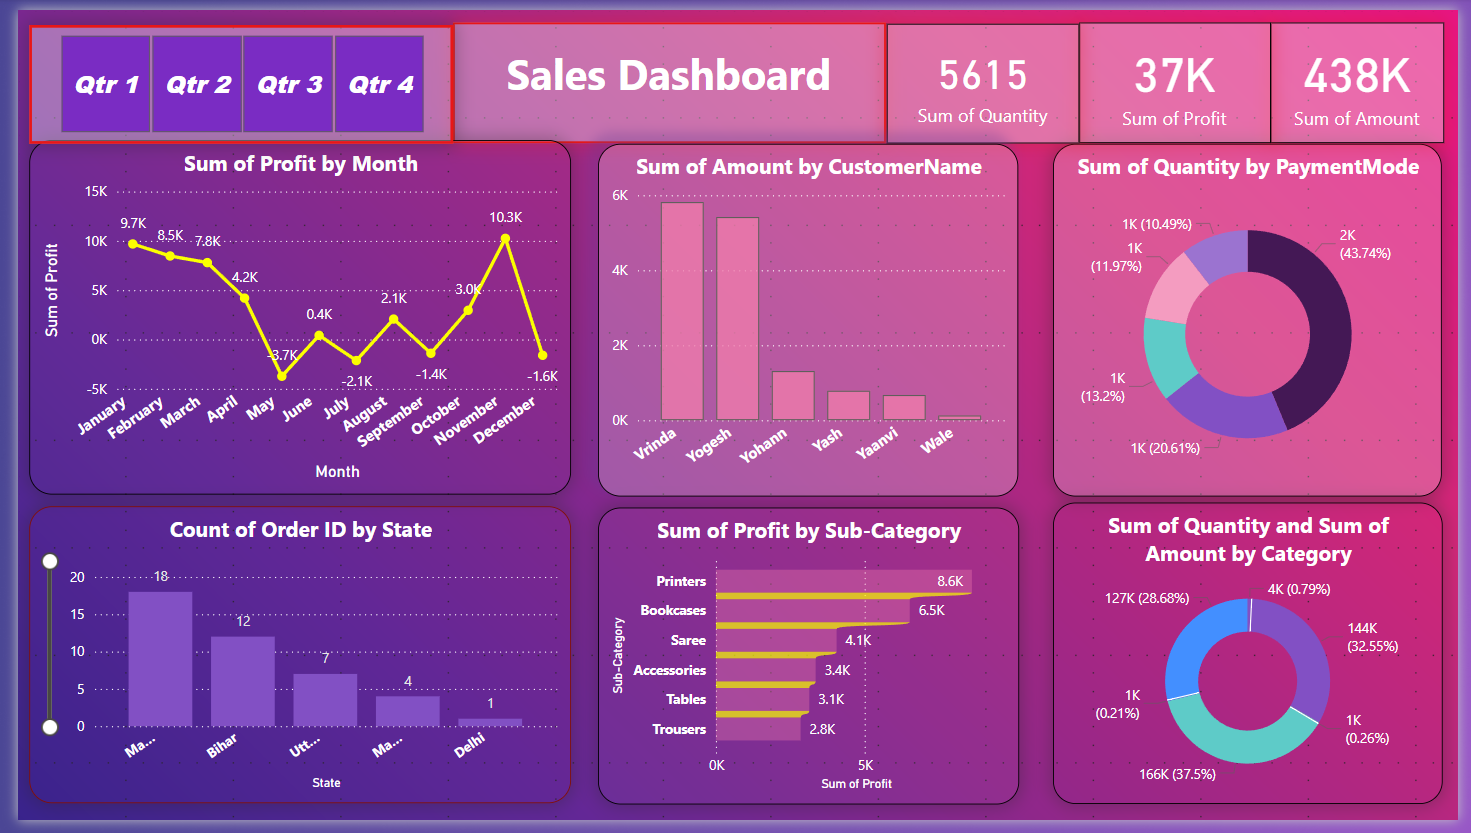 Qtr 1 Qtr 2 Qtr 3 Qtr 4
Sales Dashboard
5615
Sum of Quantity
37K
Sum of Profit
438K
Sum of Amount
Sum of Profit by Month
15K
10K
5K
0K
-5K
Sum of Profit
9.7K
8.5K
7.8K
4.2K
-3.7K
0.4K
-2.1K
2.1K
-1.4K
3.0K
10.3K
-1.6K
January
February
March
April
May
June
July
August
September
October
November
December
Month
Sum of Amount by CustomerName
6K
4K
2K
0K
Vrinda
Yogesh
Yohann
Yash
Yaanvi
Wale
Sum of Quantity by PaymentMode
2K
(43.74%)
1K (20.61%)
1K
(13.2%)
1K
(11.97%)
1K (10.49%)
Count of Order ID by State
20
15
10
5
0
18
12
7
4
1
Ma...
Bihar
Utt...
Ma...
Delhi
State
Sum of Profit by Sub-Category
Sub-Category
Printers 8.6K
Bookcases 6.5K
Saree 4.1K
Accessories 3.4K
Tables 3.1K
Trousers 2.8K
0K 5K
Sum of Profit
Sum of Quantity and Sum of
Amount by Category
4K (0.79%)
144K
(32.55%)
1K
(0.26%)
166K (37.5%)
1K
(0.21%)
127K (28.68%)